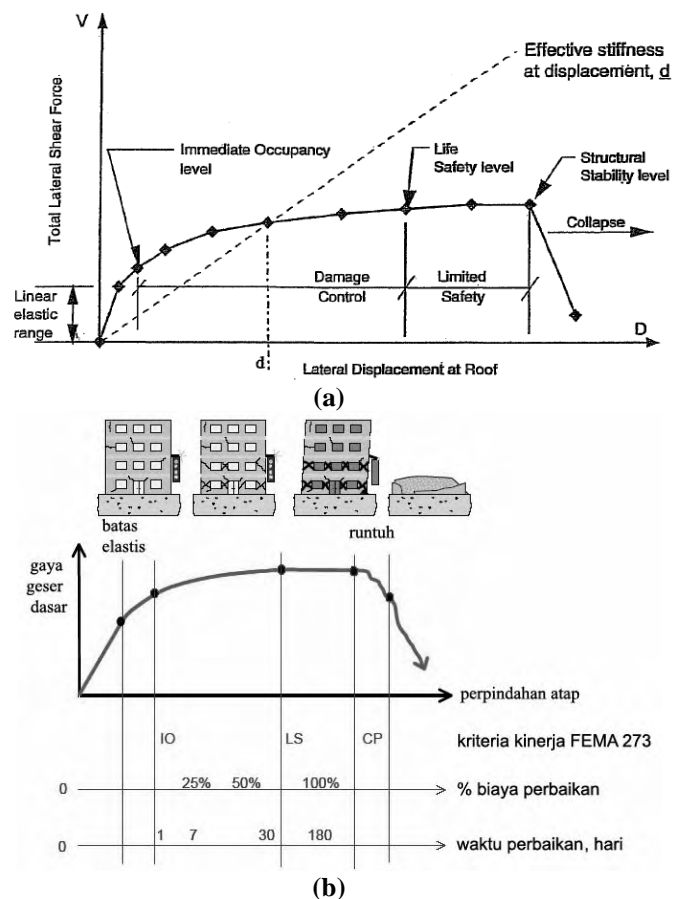 V
Total Lateral Shear Force
Effective stiffness
at displacement, d
Immediate Occupancy
level
Life
Safety level
Structural
Stability level
Collapse
Linear
elastic
range
Damage
Control
Limited
Safety
D
d
Lateral Displacement at Roof
(a)
batas
elastis
runtuh
gaya
geser
dasar
perpindahan atap
IO LS CP kriteria kinerja FEMA 273
0 25% 50% 100% % biaya perbaikan
0 1 7 30 180 waktu perbaikan, hari
(b)